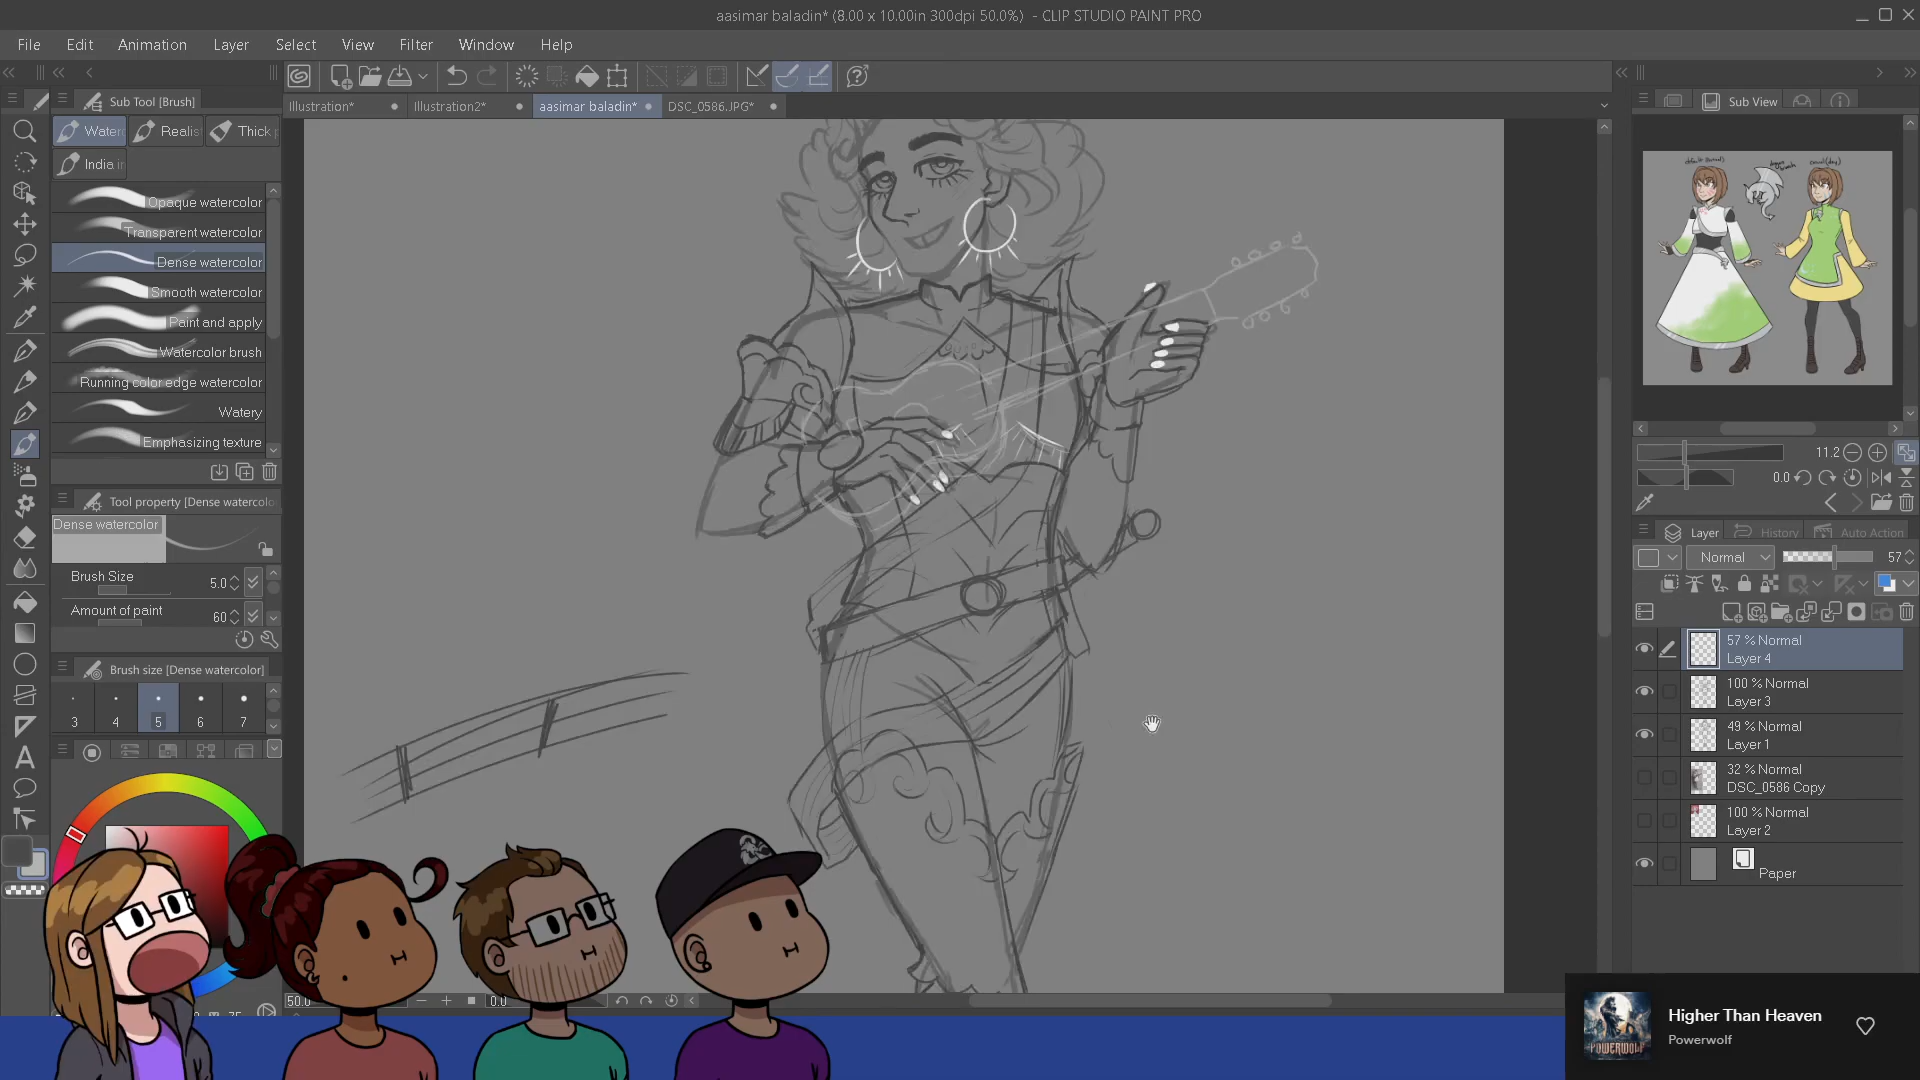 aasimar baladin* (8.00 x 10.00in 300dpi 50.0%) - CLIP STUDIO PAINT PRO
File Edit Animation Layer Select View Filter Window Help
Illustration* Illustration2* aasimar baladin* DSC_0586.JPG*
Sub Tool [Brush]
Sub View
Water Realis Thick
India in
Opaque watercolor
Transparent watercolor
Dense watercolor
Smooth watercolor
Paint and apply
Watercolor brush
Running color edge watercolor
Watery
Emphasizing texture
Tool property [Dense watercolo
Dense watercolor
Brush Size 5.0
Amount of paint 60
Brush size [Dense watercolor]
3 4 5 6 7
11.2
0.0
Layer History Auto Action
Normal 57
57 % Normal
Layer 4
100 % Normal
Layer 3
49 % Normal
Layer 1
32 % Normal
DSC_0586 Copy
100 % Normal
Layer 2
Paper
50.0 0.0
Higher Than Heaven
Powerwolf
POWERWOLF